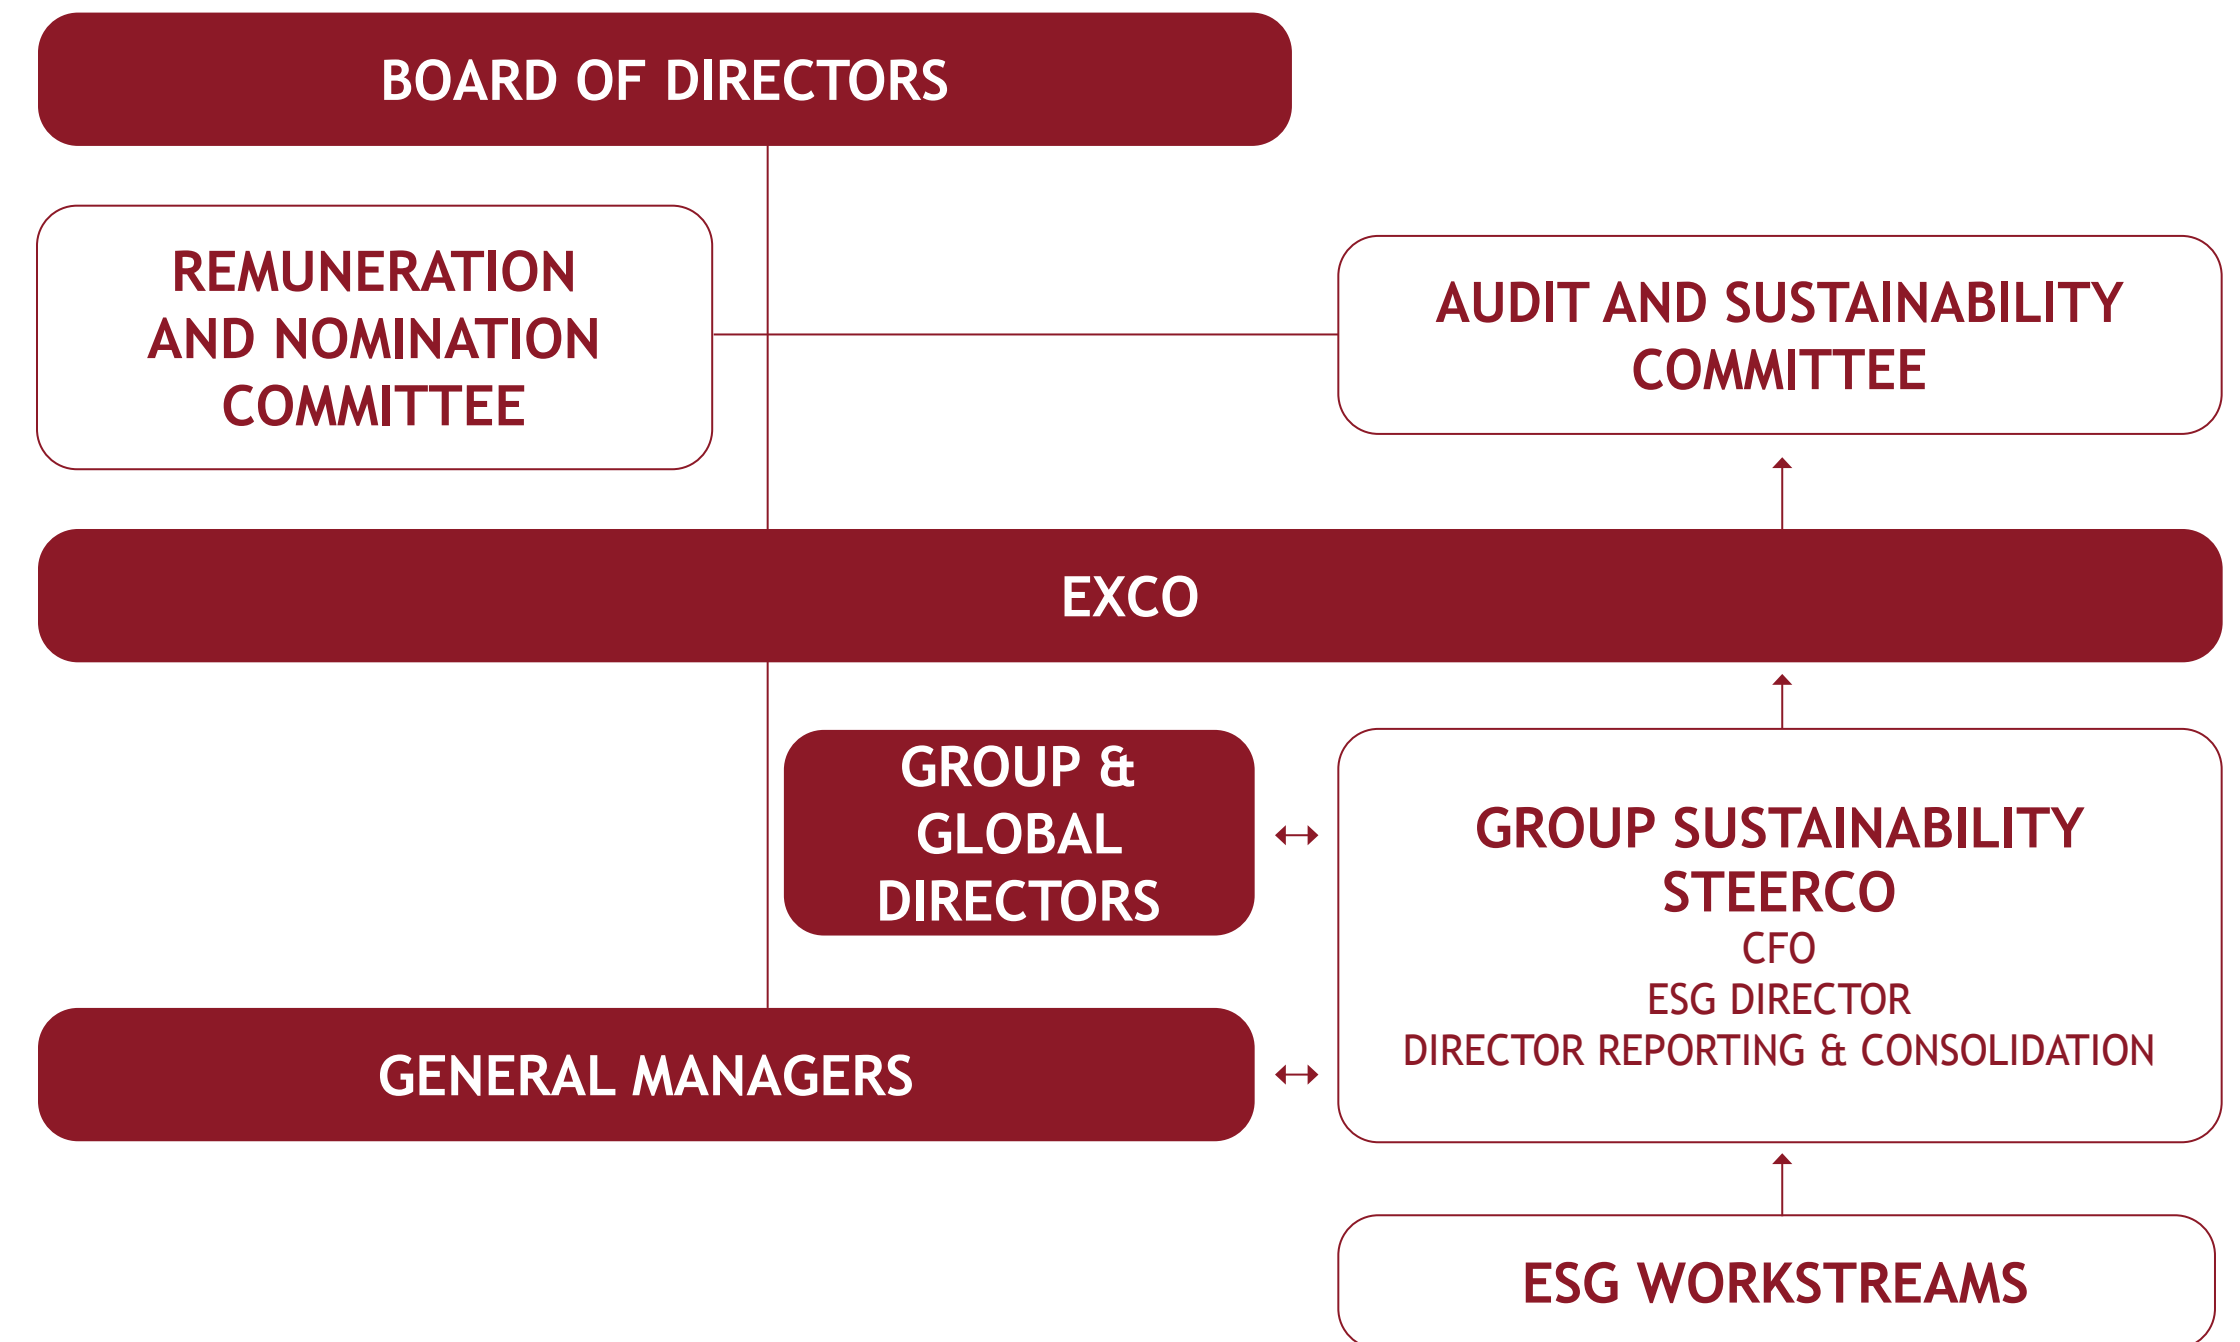 BOARD OF DIRECTORS
REMUNERATION
AND NOMINATION
COMMITTEE
AUDIT AND SUSTAINABILITY
COMMITTEE
EXCO
GROUP &
GLOBAL
DIRECTORS
GROUP SUSTAINABILITY
STEERCO
CFO
ESG DIRECTOR
DIRECTOR REPORTING & CONSOLIDATION
GENERAL MANAGERS
ESG WORKSTREAMS